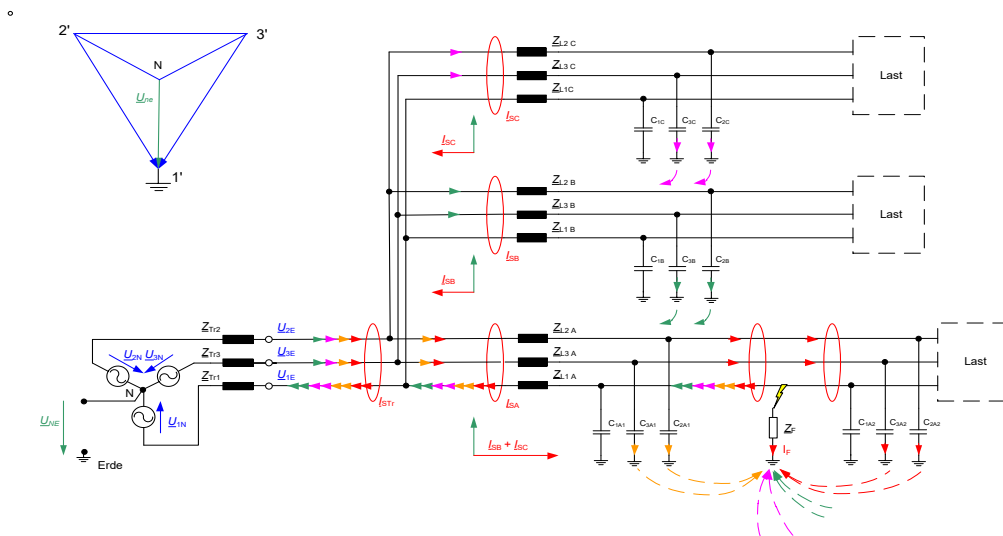 °
2'
3'
N
U_ne
1'
Z_L2 C
Z_L3 C
Z_L1C
I_SC
I_SC
C_1C
C_3C
C_2C
Last
Z_L2 B
Z_L3 B
Z_L1 B
I_SB
I_SB
C_1B
C_3B
C_2B
Last
Z_Tr2
U_2E
Z_L2 A
Z_Tr3
U_3E
Z_L3 A
Z_Tr1
U_1E
Z_L1 A
U_2N
U_3N
N
U_1N
U_NE
Erde
I_STr
I_SA
I_SB + I_SC
C_1A1
C_3A1
C_2A1
Z_F
I_F
C_1A2
C_3A2
C_2A2
Last